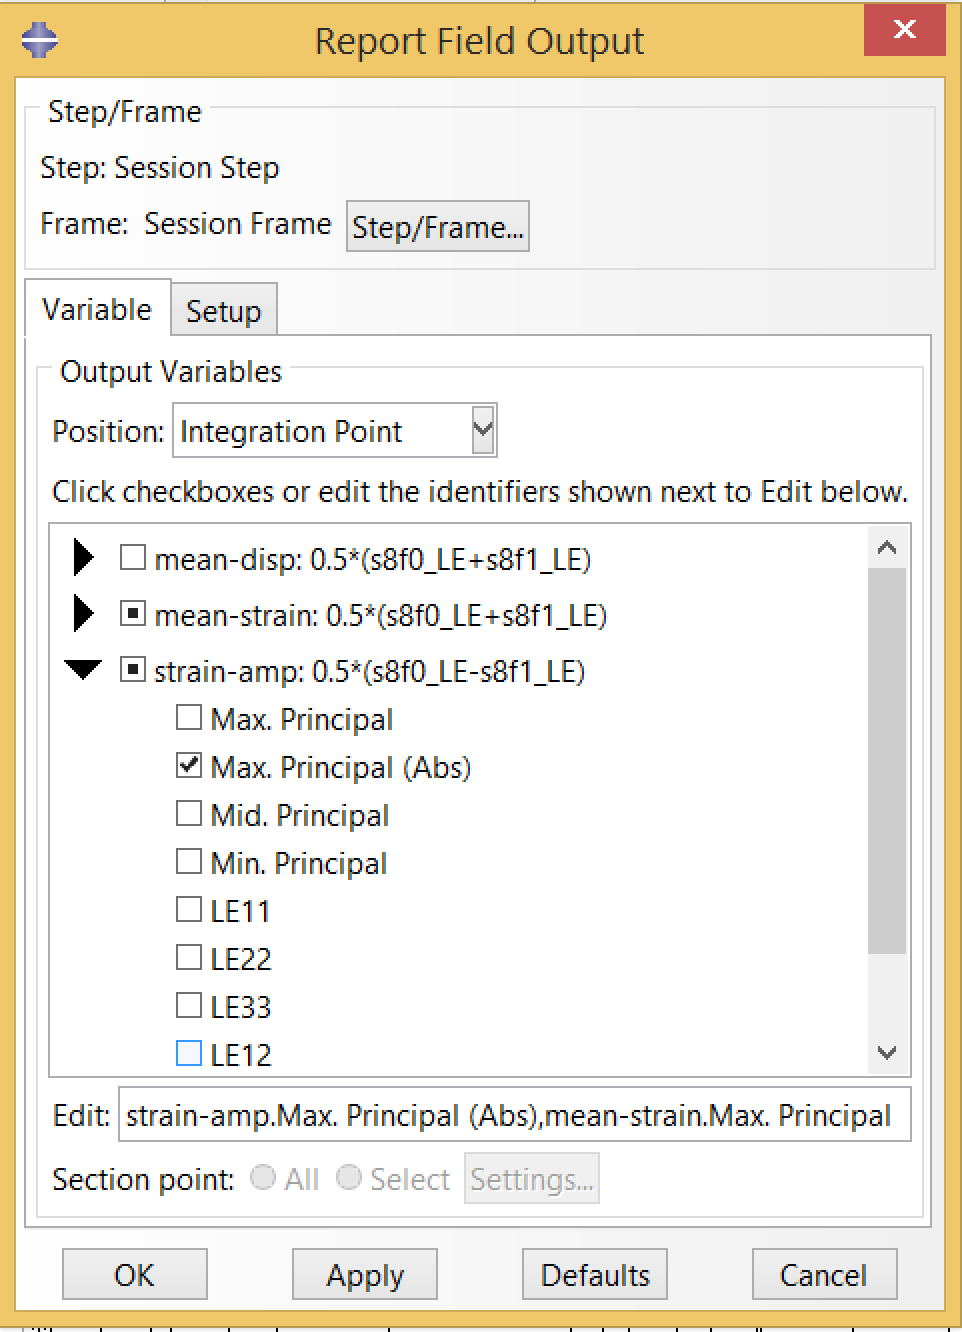 Report Field Output
Step/Frame
Step: Session Step
Frame: Session Frame Step/Frame...
Variable Setup
Output Variables
Position: Integration Point
Click checkboxes or edit the identifiers shown next to Edit below.
mean-disp: 0.5*(s8f0_LE+s8f1_LE)
mean-strain: 0.5*(s8f0_LE+s8f1_LE)
strain-amp: 0.5*(s8f0_LE-s8f1_LE)
Max. Principal
Max. Principal (Abs)
Mid. Principal
Min. Principal
LE11
LE22
LE33
LE12
Edit: strain-amp.Max. Principal (Abs),mean-strain.Max. Principal
Section point: All Select Settings...
OK Apply Defaults Cancel